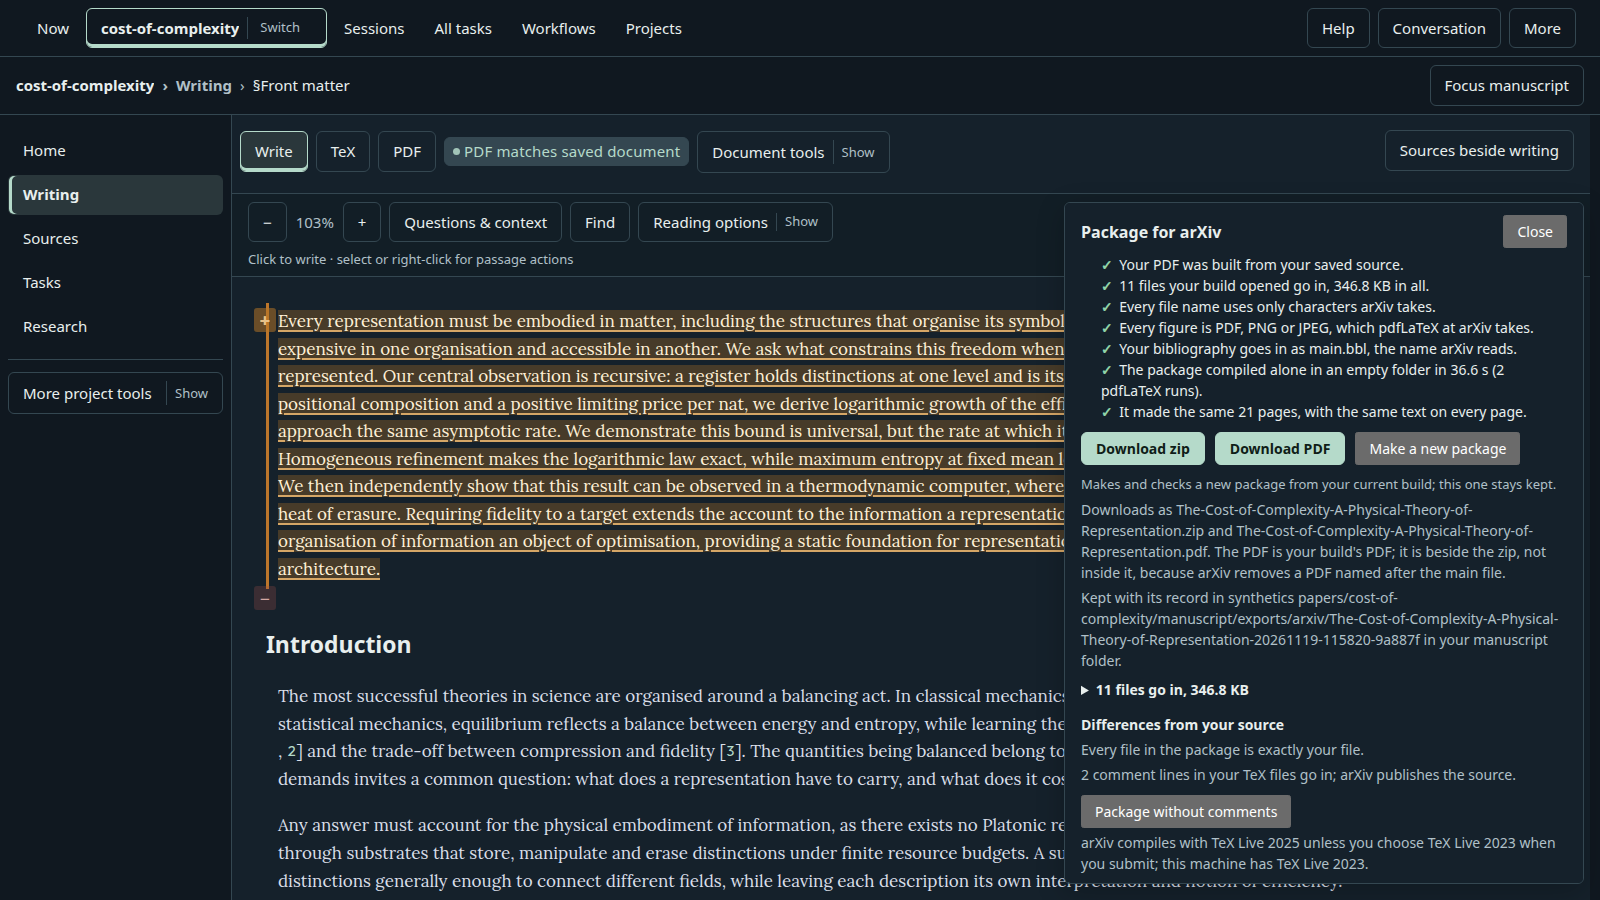 Now
cost-of-complexity Switch
Sessions
All tasks
Workflows
Projects
Help
Conversation
More
cost-of-complexity › Writing › §Front matter
Focus manuscript
Home
Writing
Sources
Tasks
Research
More project tools Show
Write
TeX
PDF
PDF matches saved document
Document tools Show
Sources beside writing
− 103% +
Questions & context
Find
Reading options Show
Click to write · select or right-click for passage actions
+
Every representation must be embodied in matter, including the structures that organise its symbol
expensive in one organisation and accessible in another. We ask what constrains this freedom when
represented. Our central observation is recursive: a register holds distinctions at one level and is its
positional composition and a positive limiting price per nat, we derive logarithmic growth of the
approach the same asymptotic rate. We demonstrate this bound is universal, but the rate at which
Homogeneous refinement makes the logarithmic law exact, while maximum entropy at fixed mean
We then independently show that this result can be observed in a thermodynamic computer, where
heat of erasure. Requiring fidelity to a target extends the account to the information a
organisation of information an object of optimisation, providing a static foundation for
architecture.
−
Introduction
The most successful theories in science are organised around a balancing act. In classical
statistical mechanics, equilibrium reflects a balance between energy and entropy, while learning
, 2] and the trade-off between compression and fidelity [3]. The quantities being balanced belong to
demands invites a common question: what does a representation have to carry, and what does it
Any answer must account for the physical embodiment of information, as there exists no Platonic
through substrates that store, manipulate and erase distinctions under finite resource budgets. A
distinctions generally enough to connect different fields, while leaving each description its own interpretation and notion of efficiency.
Package for arXiv
Close
✓ Your PDF was built from your saved source.
✓ 11 files your build opened go in, 346.8 KB in all.
✓ Every file name uses only characters arXiv takes.
✓ Every figure is PDF, PNG or JPEG, which pdfLaTeX at arXiv takes.
✓ Your bibliography goes in as main.bbl, the name arXiv reads.
✓ The package compiled alone in an empty folder in 36.6 s (2
pdfLaTeX runs).
✓ It made the same 21 pages, with the same text on every page.
Download zip
Download PDF
Make a new package
Makes and checks a new package from your current build; this one stays kept.
Downloads as The-Cost-of-Complexity-A-Physical-Theory-of-
Representation.zip and The-Cost-of-Complexity-A-Physical-Theory-of-
Representation.pdf. The PDF is your build's PDF; it is beside the zip, not
inside it, because arXiv removes a PDF named after the main file.
Kept with its record in synthetics papers/cost-of-
complexity/manuscript/exports/arxiv/The-Cost-of-Complexity-A-Physical-
Theory-of-Representation-20261119-115820-9a887f in your manuscript
folder.
11 files go in, 346.8 KB
Differences from your source
Every file in the package is exactly your file.
2 comment lines in your TeX files go in; arXiv publishes the source.
Package without comments
arXiv compiles with TeX Live 2025 unless you choose TeX Live 2023 when
you submit; this machine has TeX Live 2023.